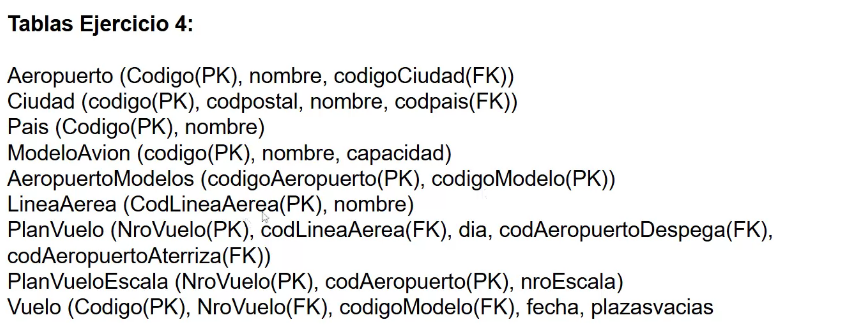 Tablas Ejercicio 4:
Aeropuerto (Codigo(PK), nombre, codigoCiudad(FK))
Ciudad (codigo(PK), codpostal, nombre, codpais(FK))
Pais (Codigo(PK), nombre)
ModeloAvion (codigo(PK), nombre, capacidad)
AeropuertoModelos (codigoAeropuerto(PK), codigoModelo(PK))
LineaAerea (CodLineaAerea(PK), nombre)
PlanVuelo (NroVuelo(PK), codLineaAerea(FK), dia, codAeropuertoDespega(FK),
codAeropuertoAterriza(FK))
PlanVueloEscala (NroVuelo(PK), codAeropuerto(PK), nroEscala)
Vuelo (Codigo(PK), NroVuelo(FK), codigoModelo(FK), fecha, plazasvacias